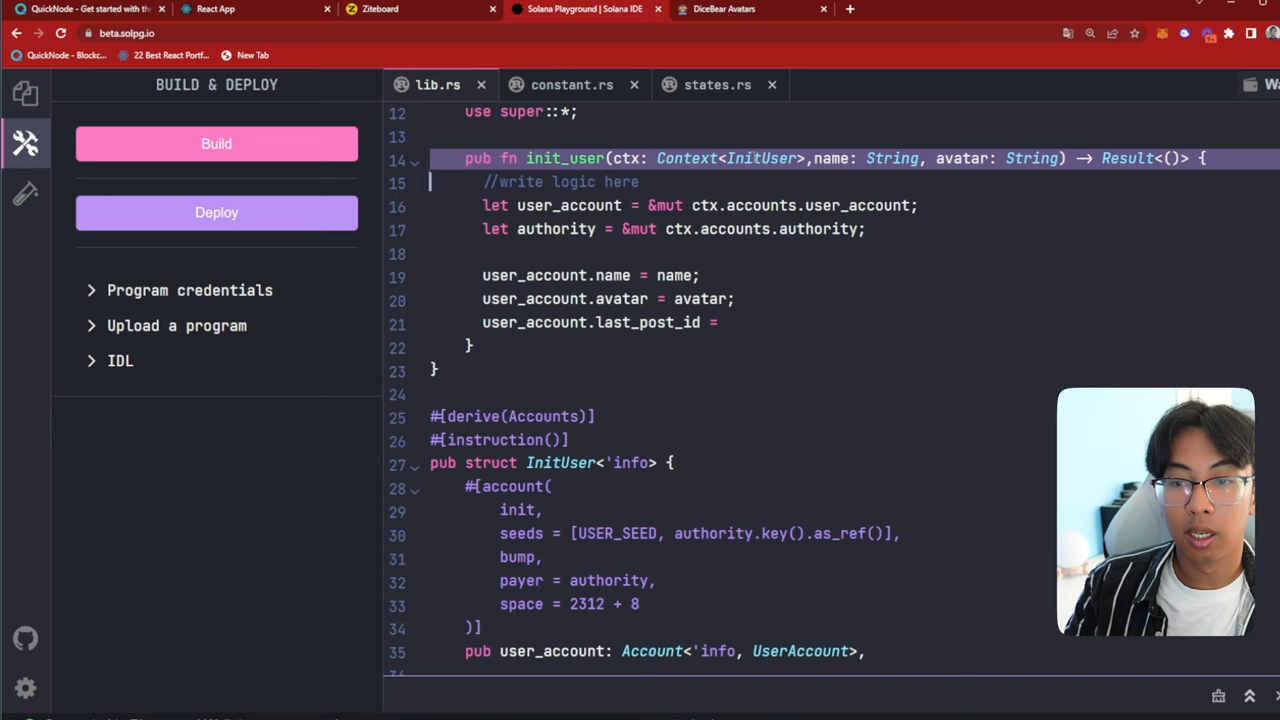 QuickNode - Get started with th
React App
Ziteboard
Solana Playground | Solana IDE
DiceBear Avatars
beta.solpg.io
QuickNode - Blockc...
22 Best React Portf...
New Tab
BUILD & DEPLOY
Build
Deploy
Program credentials
Upload a program
IDL
lib.rs
constant.rs
states.rs
Wa
12 use super::*;
13
14 pub fn init_user(ctx: Context<InitUser>,name: String, avatar: String) -> Result<()> {
15 //write logic here
16 let user_account = &mut ctx.accounts.user_account;
17 let authority = &mut ctx.accounts.authority;
18
19 user_account.name = name;
20 user_account.avatar = avatar;
21 user_account.last_post_id =
22 }
23 }
24
25 #[derive(Accounts)]
26 #[instruction()]
27 pub struct InitUser<'info> {
28 #[account(
29 init,
30 seeds = [USER_SEED, authority.key().as_ref()],
31 bump,
32 payer = authority,
33 space = 2312 + 8
34 )]
35 pub user_account: Account<'info, UserAccount>,